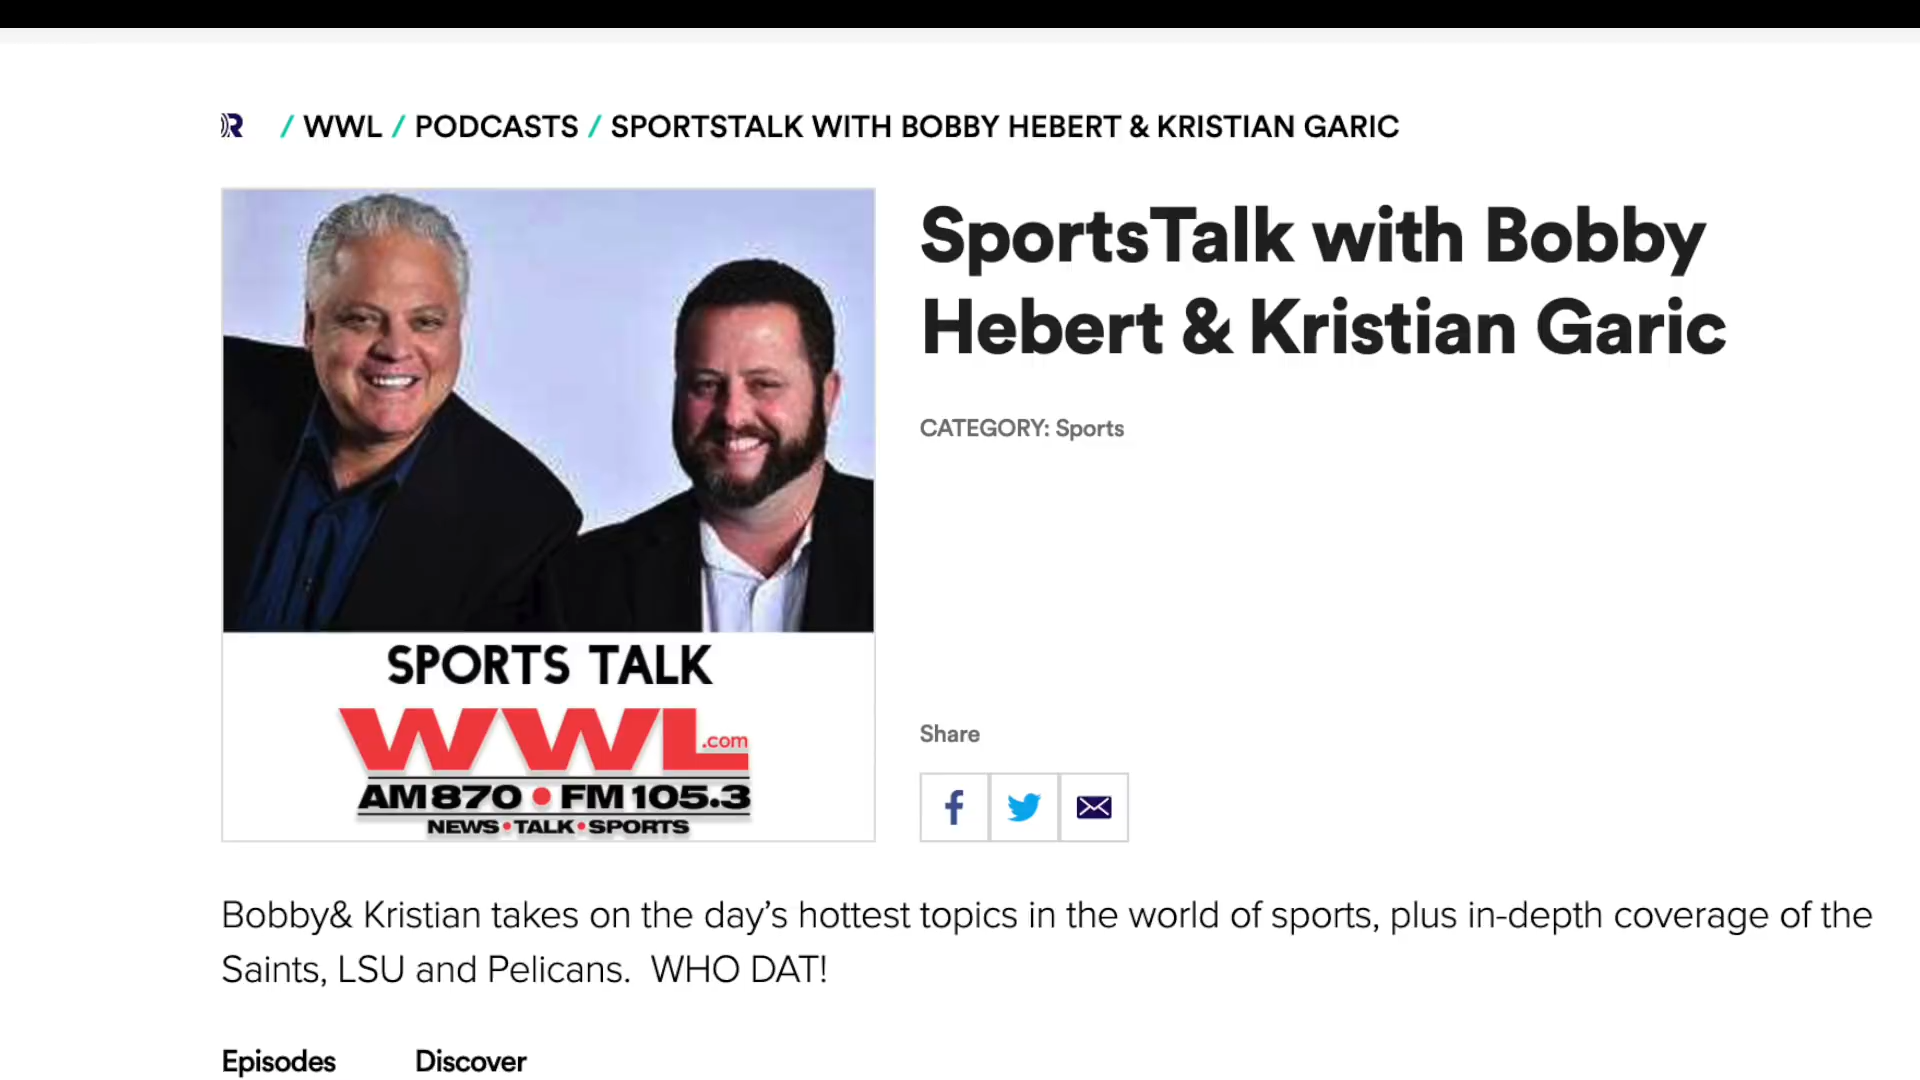 / WWL / PODCASTS / SPORTSTALK WITH BOBBY HEBERT & KRISTIAN GARIC
SportsTalk with Bobby
Hebert & Kristian Garic
CATEGORY: Sports
SPORTS TALK
WWL.com
AM870 • FM105.3
NEWS • TALK • SPORTS
Share
Bobby& Kristian takes on the day’s hottest topics in the world of sports, plus in-depth coverage of the
Saints, LSU and Pelicans.  WHO DAT!
Episodes Discover